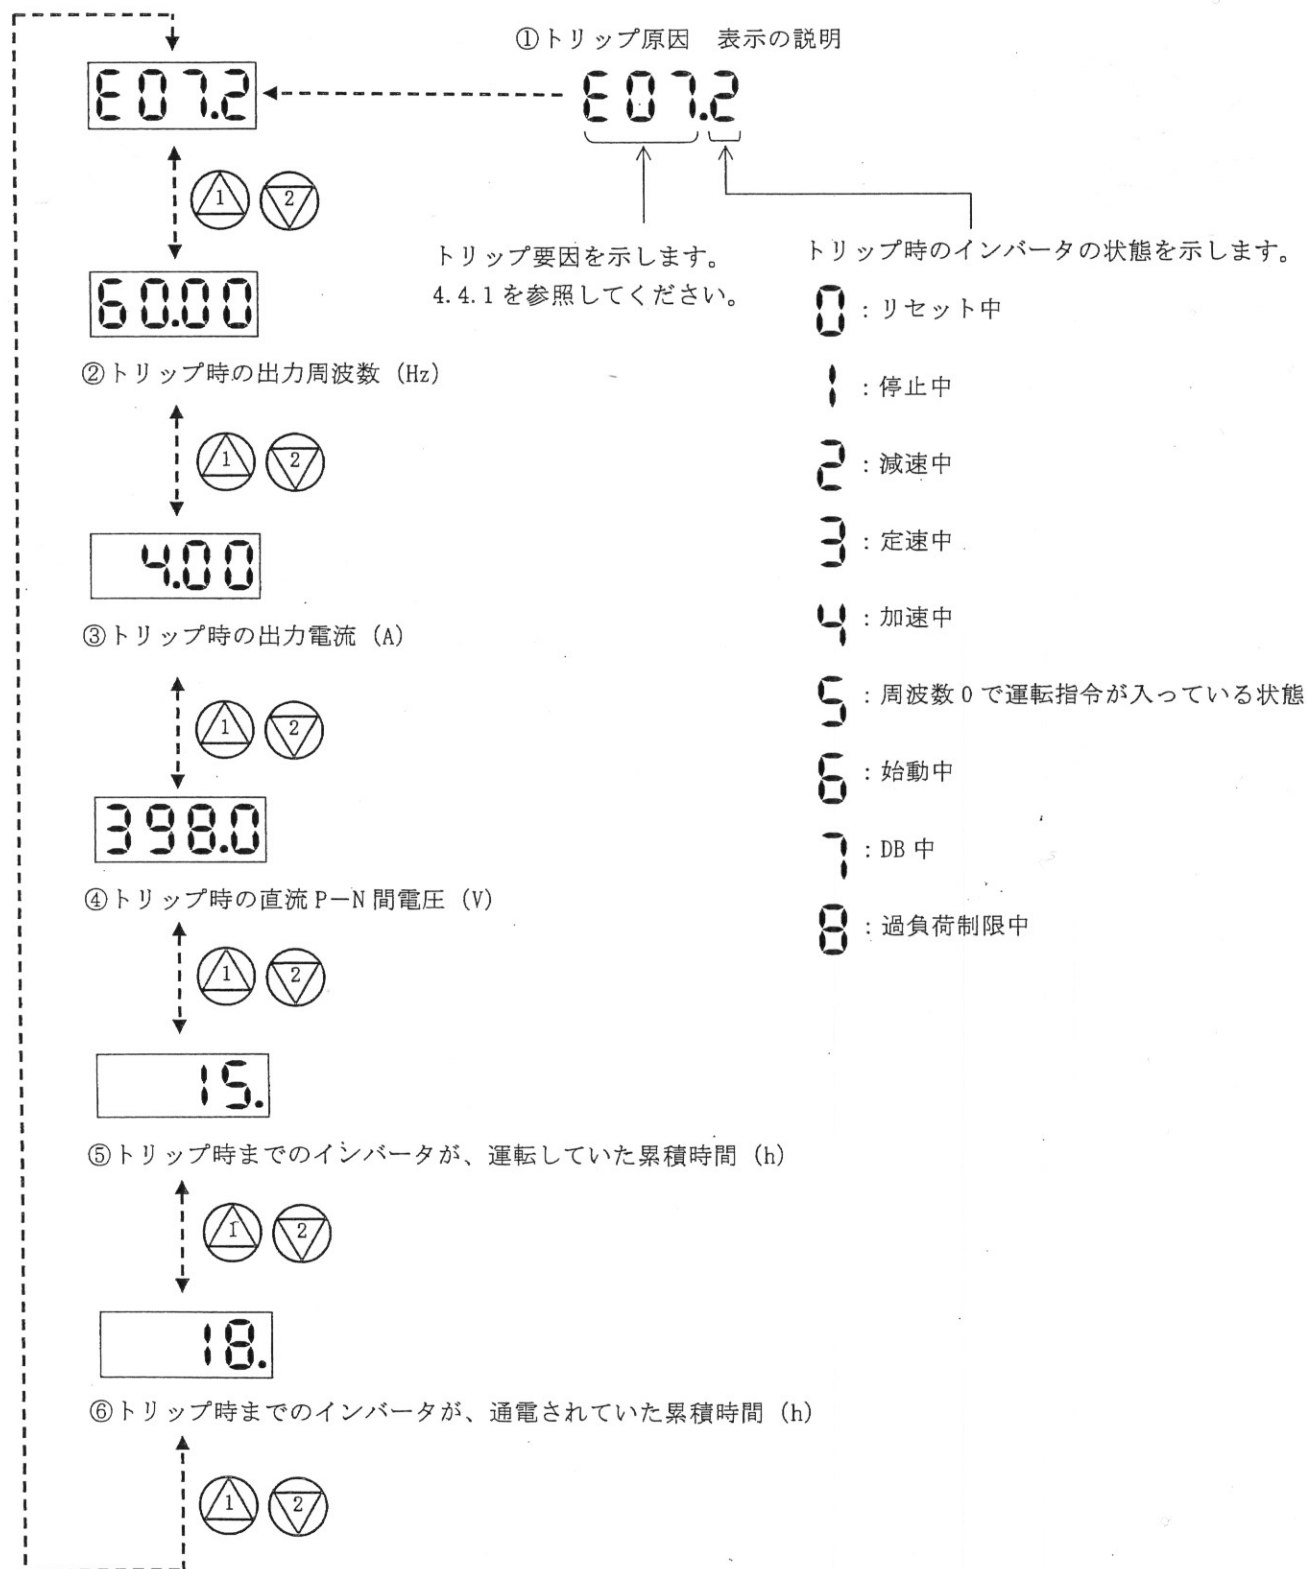 ①トリップ原因　表示の説明
E07.2
E07.2
1 2
トリップ要因を示します。
4.4.1を参照してください。
トリップ時のインバータの状態を示します。
60.00
②トリップ時の出力周波数 (Hz)
1 2
4.00
③トリップ時の出力電流 (A)
1 2
398.0
④トリップ時の直流P－N間電圧 (V)
1 2
15.
⑤トリップ時までのインバータが、運転していた累積時間 (h)
1 2
18.
⑥トリップ時までのインバータが、通電されていた累積時間 (h)
1 2
0：リセット中
1：停止中
2：減速中
3：定速中
4：加速中
5：周波数0で運転指令が入っている状態
6：始動中
7：DB中
8：過負荷制限中